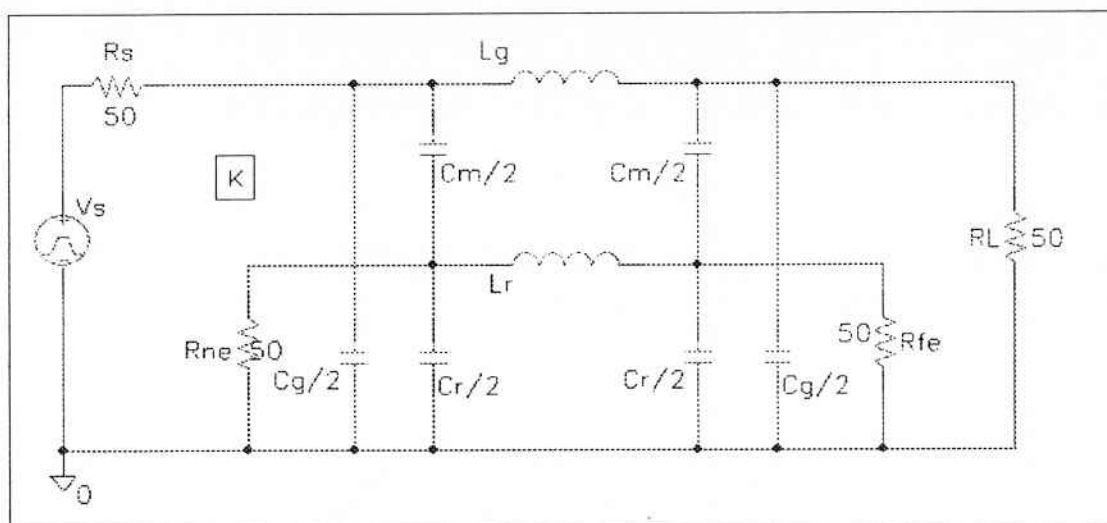 Rs
Lg
50
Cm/2
Cm/2
K
Vs
RL 50
Lr
Rne 50
50 Rfe
Cg/2
Cr/2
Cr/2
Cg/2
0